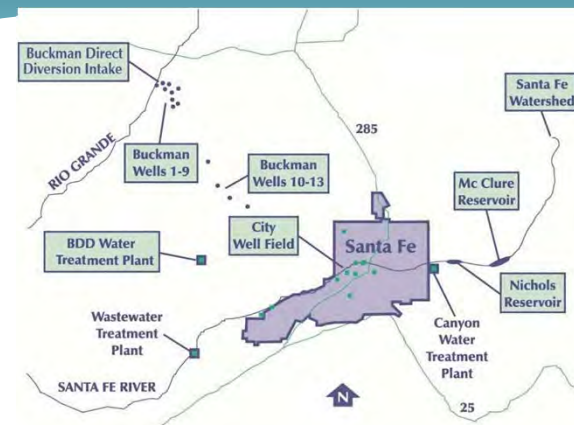 Buckman Direct
Diversion Intake
RIO GRANDE
Buckman
Wells 1-9
Buckman
Wells 10-13
285
Santa Fe
Watershed
Mc Clure
Reservoir
City
Well Field
Santa Fe
BDD Water
Treatment Plant
Nichols
Reservoir
Wastewater
Treatment
Plant
Canyon
Water
Treatment
Plant
SANTA FE RIVER
N
25